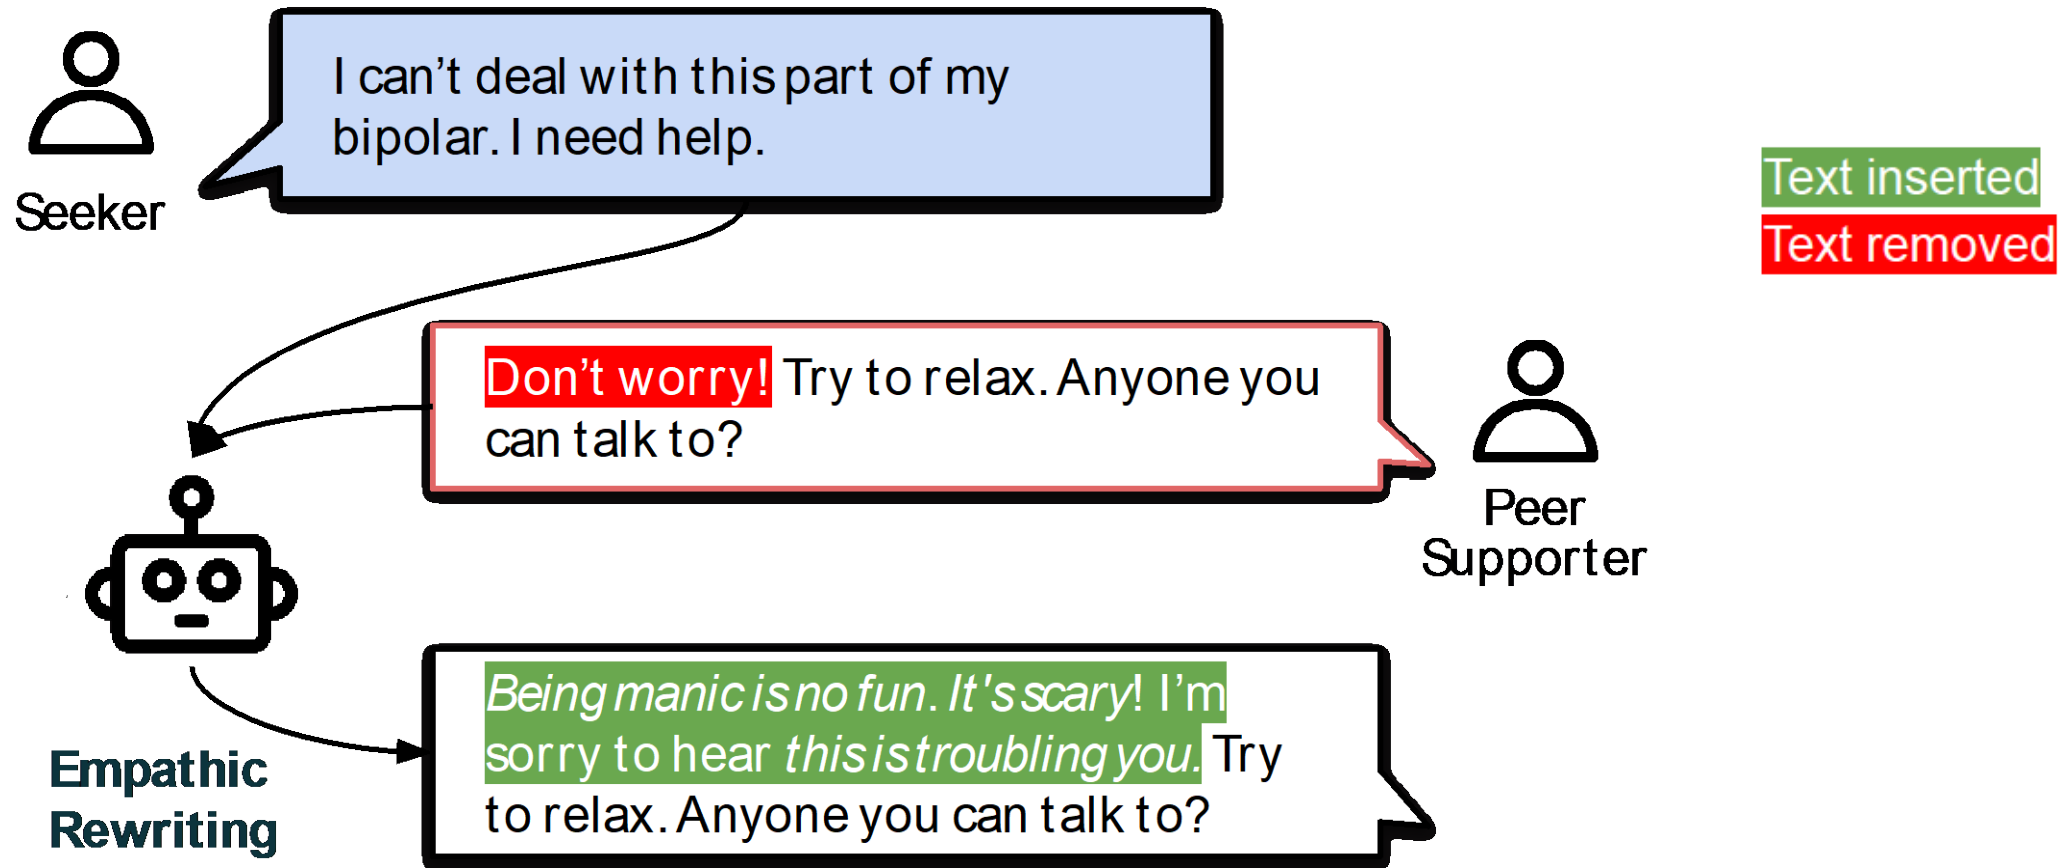 I can’t deal with this part of my
bipolar. I need help.
Seeker
Text inserted
Text removed
Don’t worry! Try to relax. Anyone you
can talk to?
Peer
Supporter
Being manic is no fun. It's scary! I’m
sorry to hear this is troubling you. Try
to relax. Anyone you can talk to?
Empathic
Rewriting